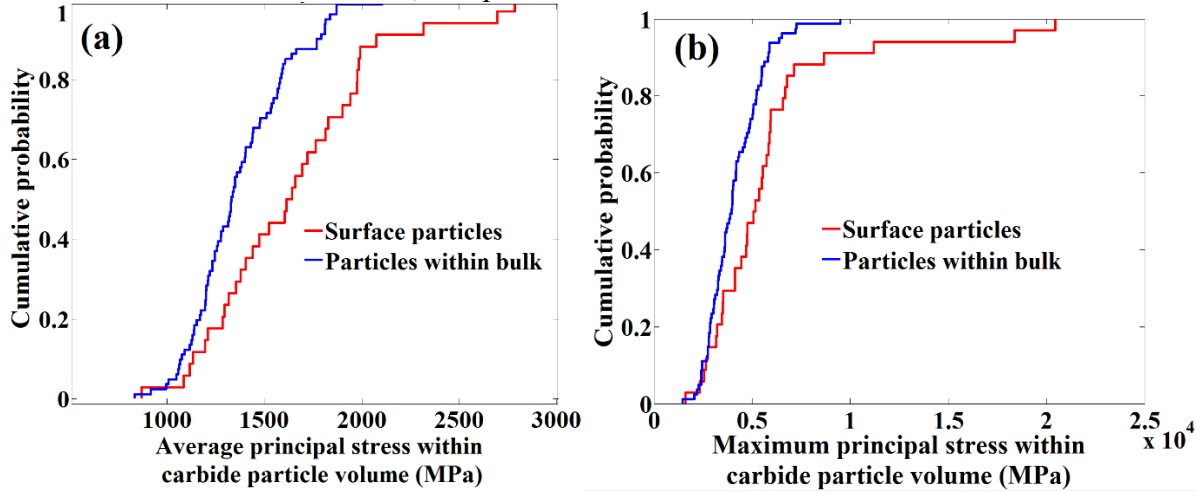 (a)
Cumulative probability
1
0.8
0.6
0.4
0.2
0
Surface particles
Particles within bulk
1000
1500
2000
2500
3000
Average principal stress within
carbide particle volume (MPa)
(b)
Cumulative probability
1
0.8
0.6
0.4
0.2
0
Surface particles
Particles within bulk
0
0.5
1
1.5
2
2.5
x 10⁴
Maximum principal stress within
carbide particle volume (MPa)